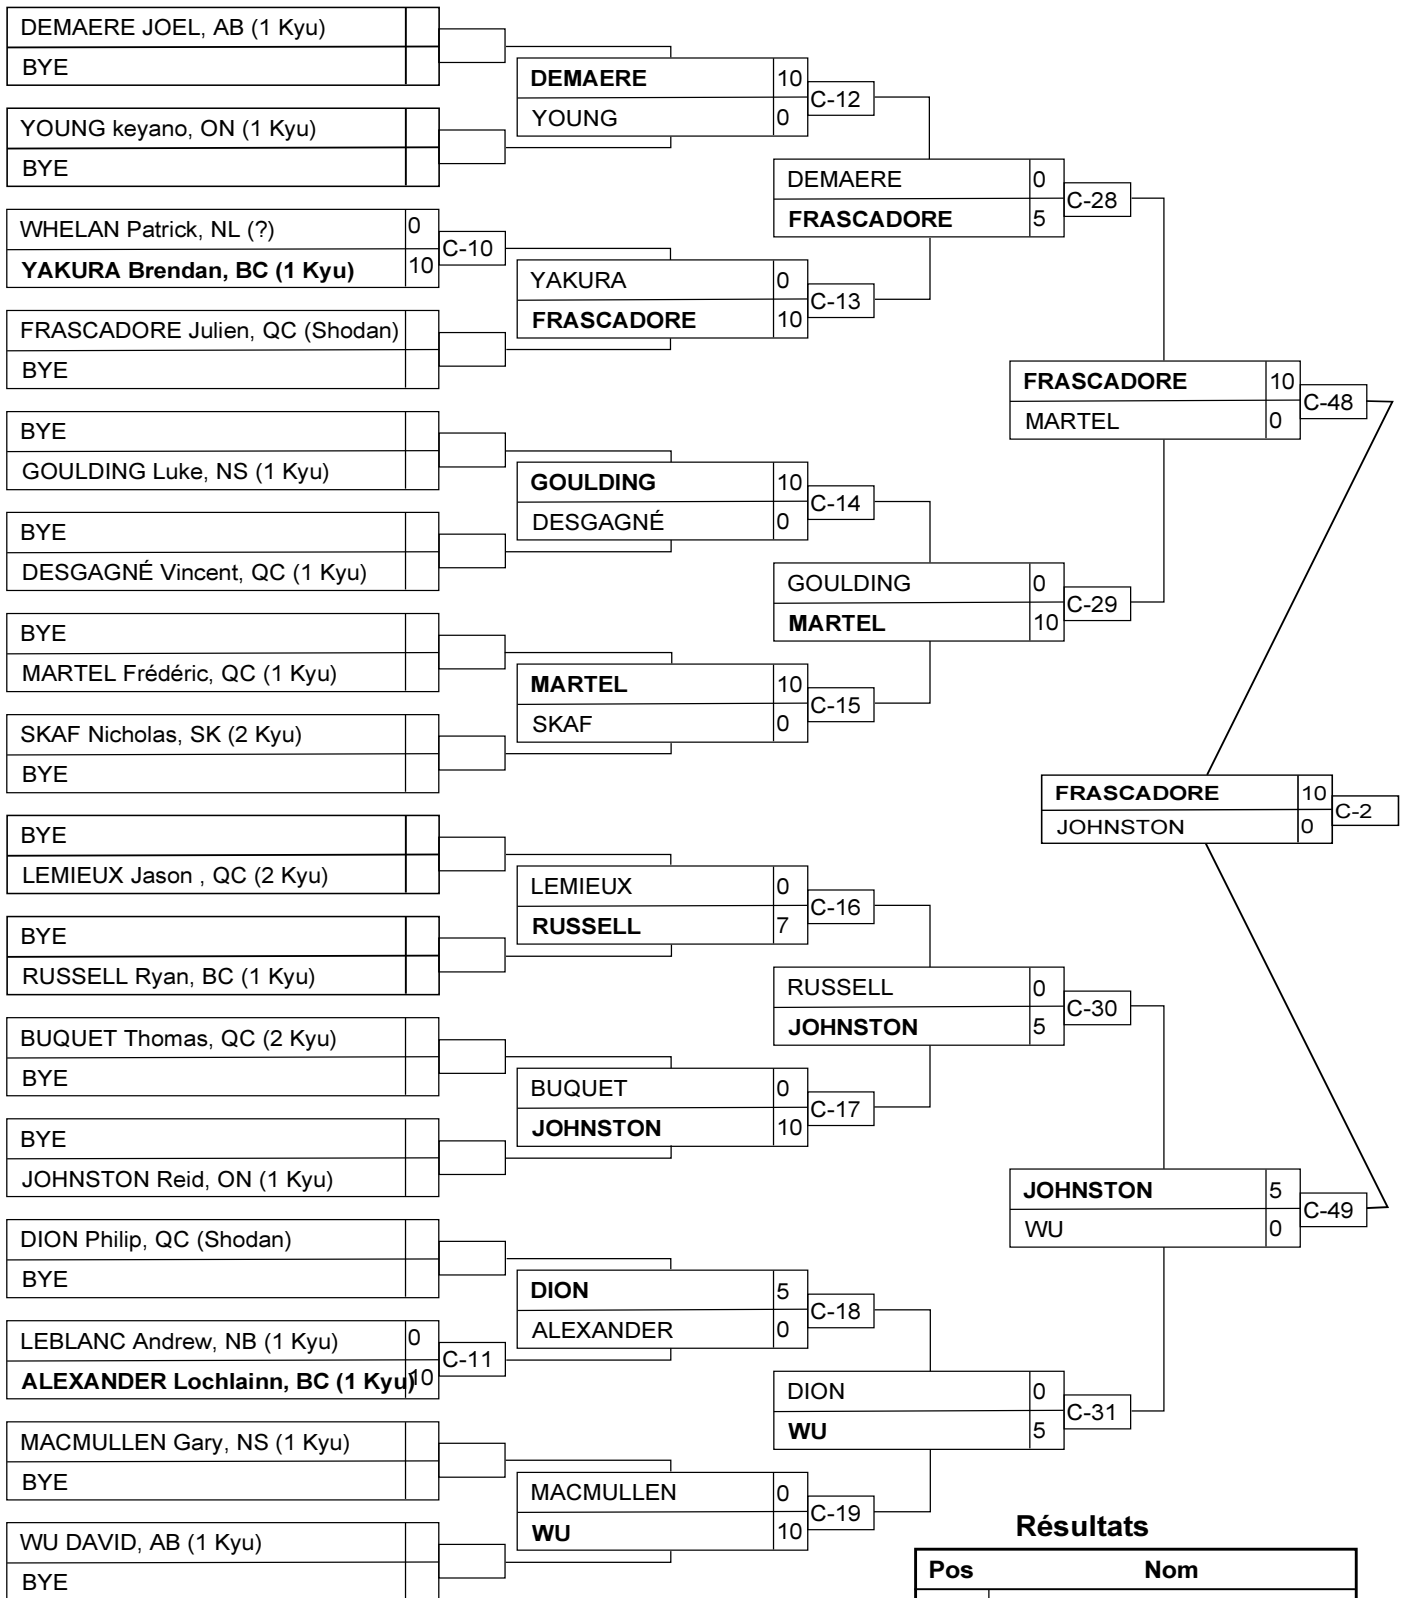 DEMAERE JOEL, AB (1 Kyu)
BYE
YOUNG keyano, ON (1 Kyu)
BYE
WHELAN Patrick, NL (?) 0
YAKURA Brendan, BC (1 Kyu) 10
C-10
FRASCADORE Julien, QC (Shodan)
BYE
BYE
GOULDING Luke, NS (1 Kyu)
BYE
DESGAGNÉ Vincent, QC (1 Kyu)
BYE
MARTEL Frédéric, QC (1 Kyu)
SKAF Nicholas, SK (2 Kyu)
BYE
BYE
LEMIEUX Jason , QC (2 Kyu)
BYE
RUSSELL Ryan, BC (1 Kyu)
BUQUET Thomas, QC (2 Kyu)
BYE
BYE
JOHNSTON Reid, ON (1 Kyu)
DION Philip, QC (Shodan)
BYE
LEBLANC Andrew, NB (1 Kyu) 0
ALEXANDER Lochlainn, BC (1 Kyu) 10
C-11
MACMULLEN Gary, NS (1 Kyu)
BYE
WU DAVID, AB (1 Kyu)
BYE
DEMAERE 10
YOUNG 0
C-12
YAKURA 0
FRASCADORE 10
C-13
GOULDING 10
DESGAGNÉ 0
C-14
MARTEL 10
SKAF 0
C-15
LEMIEUX 0
RUSSELL 7
C-16
BUQUET 0
JOHNSTON 10
C-17
DION 5
ALEXANDER 0
C-18
MACMULLEN 0
WU 10
C-19
DEMAERE 0
FRASCADORE 5
C-28
GOULDING 0
MARTEL 10
C-29
RUSSELL 0
JOHNSTON 5
C-30
DION 0
WU 5
C-31
FRASCADORE 10
MARTEL 0
C-48
JOHNSTON 5
WU 0
C-49
FRASCADORE 10
JOHNSTON 0
C-2
Résultats
Pos Nom